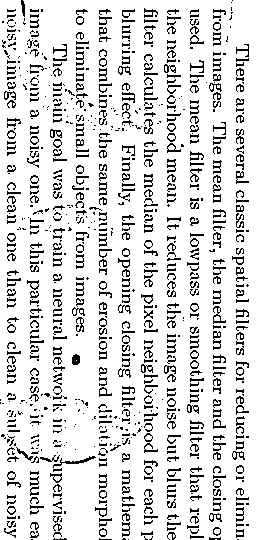 There are several classic spatial filters for reducing or elimin
from images. The mean filter, the median filter and the closing op
used. The mean filter is a lowpass or smoothing filter that repl
the neighborhood mean. It reduces the image noise but blurs the
filter calculates the median of the pixel neighborhood for each p
blurring effect. Finally, the opening closing filter is a mathema
that combines the same number of erosion and dilation morpho
to eliminate small objects from images.
The main goal was to train a neural network in a supervised
image from a noisy one. In this particular case, it was much ea
noisy image from a clean one than to clean a subset of noisy